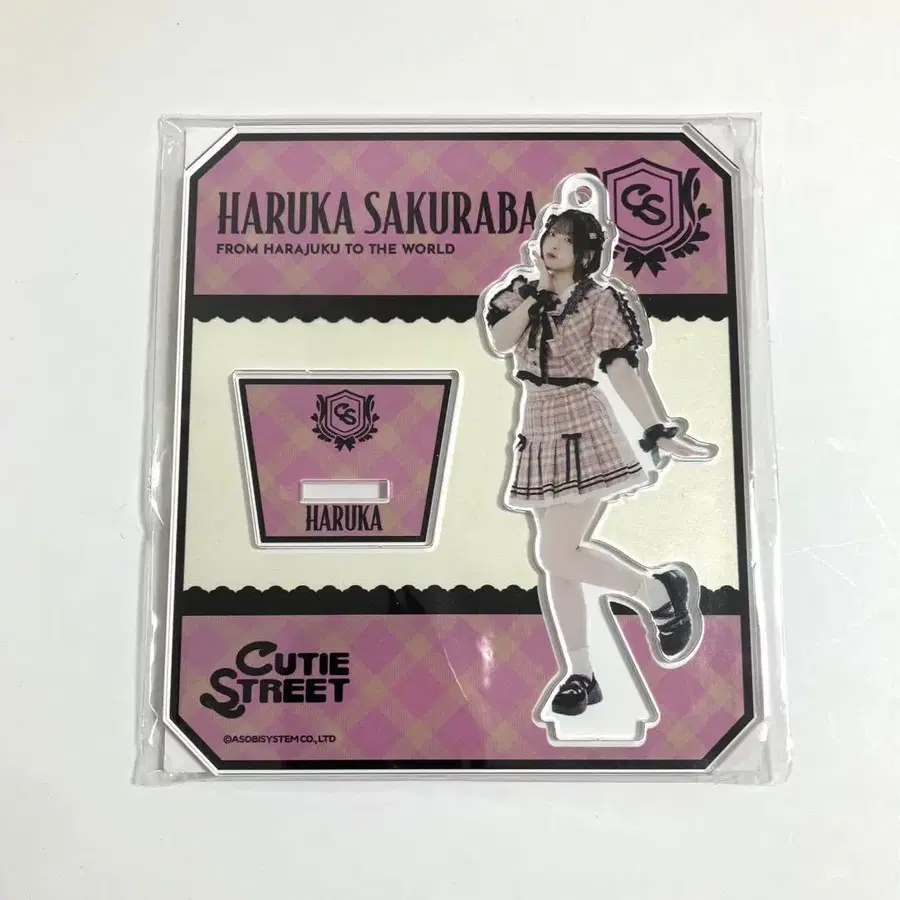 HARUKA SAKURABA
FROM HARAJUKU TO THE WORLD
CS
CS
HARUKA
CUTIE
STREET
©ASOBISYSTEM CO., LTD